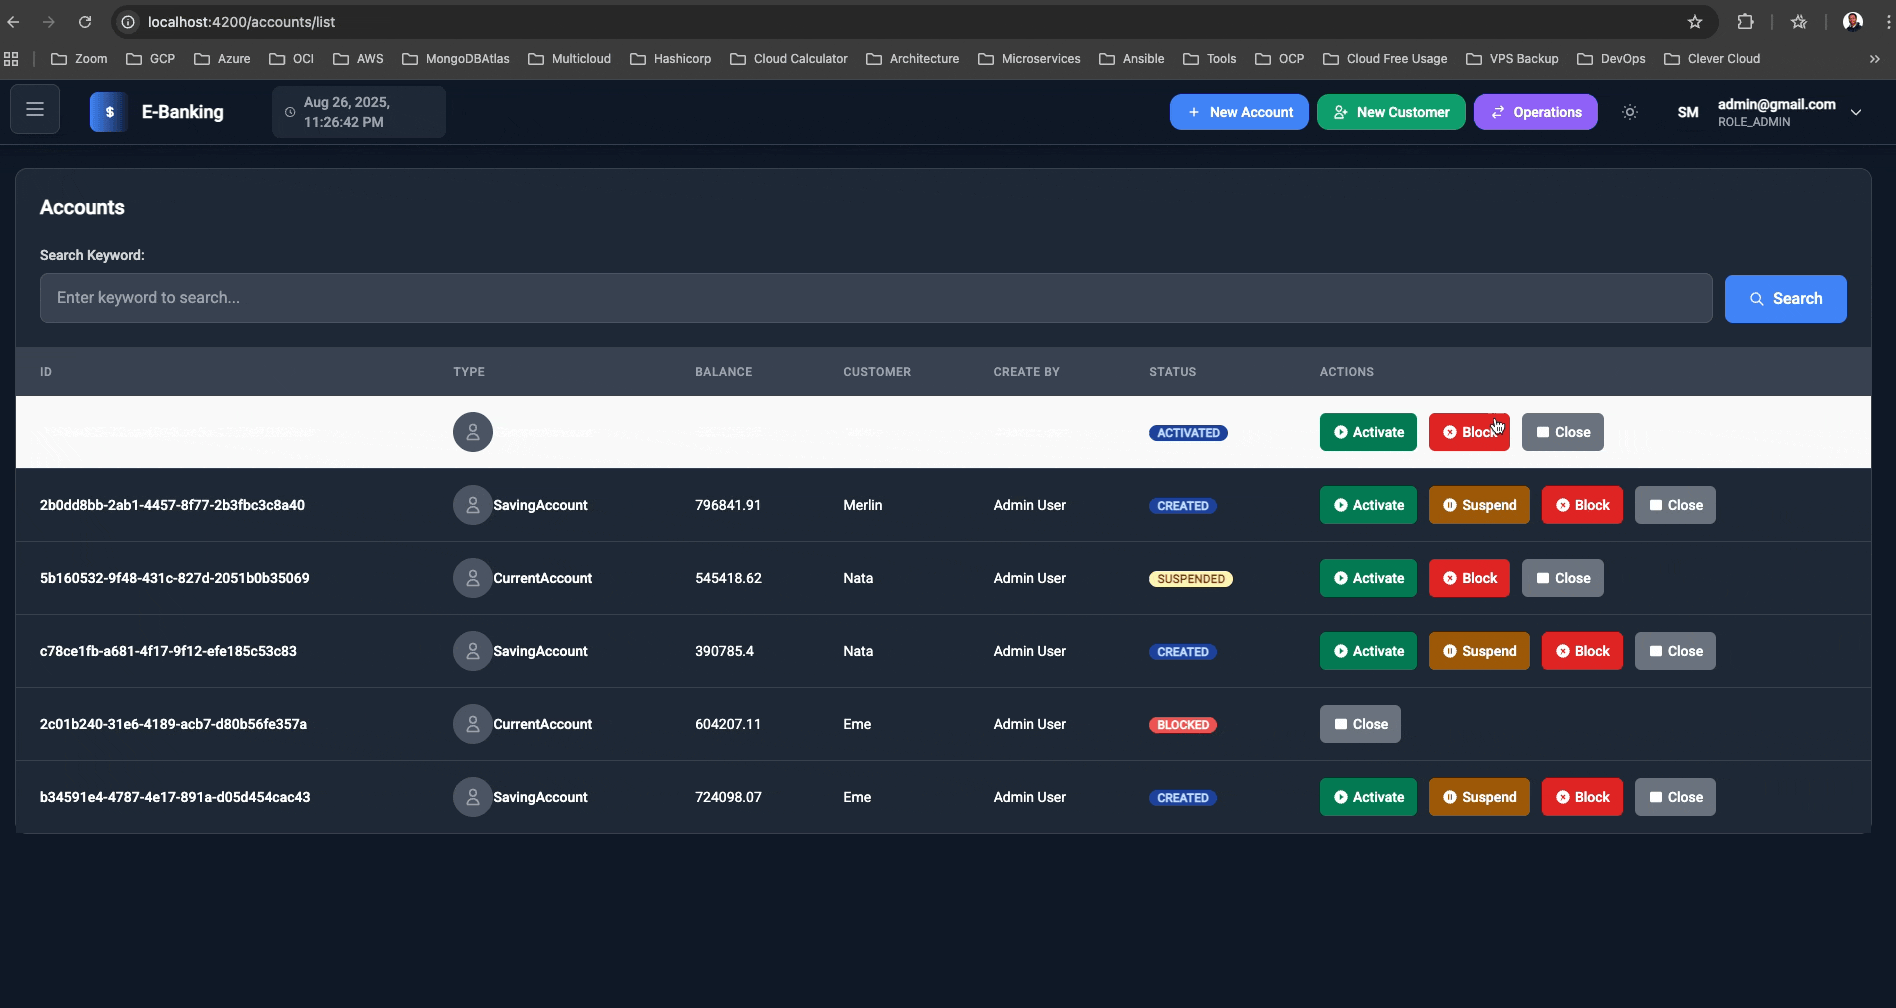 localhost:4200/accounts/list
Zoom GCP Azure OCI AWS MongoDBAtlas Multicloud Hashicorp Cloud Calculator Architecture Microservices Ansible Tools OCP Cloud Free Usage VPS Backup DevOps Clever Cloud
$ E-Banking
Aug 26, 2025,
11:26:42 PM
+ New Account New Customer Operations
SM admin@gmail.com
ROLE_ADMIN
Accounts
Search Keyword:
Enter keyword to search...
Search
ID TYPE BALANCE CUSTOMER CREATE BY STATUS ACTIONS
ACTIVATED Activate Block Close
2b0dd8bb-2ab1-4457-8f77-2b3fbc3c8a40 SavingAccount 796841.91 Merlin Admin User CREATED Activate Suspend Block Close
5b160532-9f48-431c-827d-2051b0b35069 CurrentAccount 545418.62 Nata Admin User SUSPENDED Activate Block Close
c78ce1fb-a681-4f17-9f12-efe185c53c83 SavingAccount 390785.4 Nata Admin User CREATED Activate Suspend Block Close
2c01b240-31e6-4189-acb7-d80b56fe357a CurrentAccount 604207.11 Eme Admin User BLOCKED Close
b34591e4-4787-4e17-891a-d05d454cac43 SavingAccount 724098.07 Eme Admin User CREATED Activate Suspend Block Close